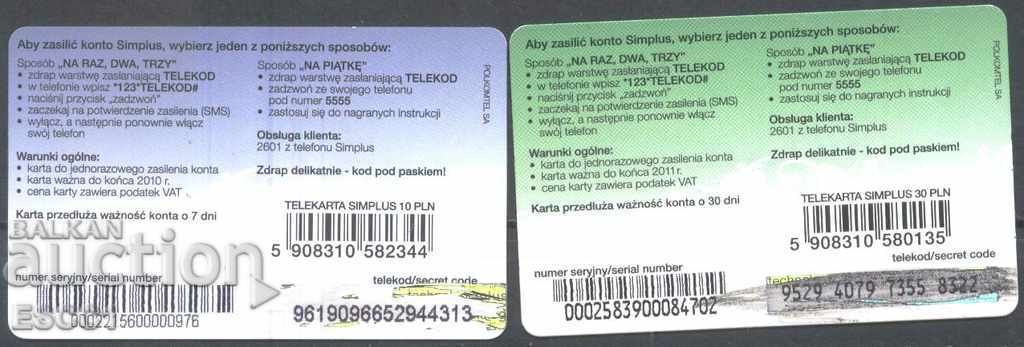 Aby zasilić konto Simplus, wybierz jeden z poniższych sposobów:
Sposób „NA RAZ, DWA, TRZY”
• zdrap warstwę zasłaniającą TELEKOD
• w telefonie wpisz *123*TELEKOD#
• naciśnij przycisk „zadzwoń”
• zaczekaj na potwierdzenie zasilenia (SMS)
• wyłącz, a następnie ponownie włącz
swój telefon
Warunki ogólne:
• karta do jednorazowego zasilenia konta
• karta ważna do końca 2010 r.
• cena karty zawiera podatek VAT
Karta przedłuża ważność konta o 7 dni
Sposób „NA PIĄTKĘ”
• zdrap warstwę zasłaniającą TELEKOD
• zadzwoń ze swojego telefonu
pod numer 5555
• zastosuj się do nagranych instrukcji
Obsługa klienta:
2601 z telefonu Simplus
Zdrap delikatnie - kod pod paskiem!
POLKOMTEL SA
TELEKARTA SIMPLUS 10 PLN
5 908310 582344
numer seryjny/serial number
telekod/secret code
0002215600000976
9619096652944313
Aby zasilić konto Simplus, wybierz jeden z poniższych sposobów:
Sposób „NA RAZ, DWA, TRZY”
• zdrap warstwę zasłaniającą TELEKOD
• w telefonie wpisz *123*TELEKOD#
• naciśnij przycisk „zadzwoń”
• zaczekaj na potwierdzenie zasilenia (SMS)
• wyłącz, a następnie ponownie włącz
swój telefon
Warunki ogólne:
• karta do jednorazowego zasilenia konta
• karta ważna do końca 2011 r.
• cena karty zawiera podatek VAT
Karta przedłuża ważność konta o 30 dni
Sposób „NA PIĄTKĘ”
• zdrap warstwę zasłaniającą TELEKOD
• zadzwoń ze swojego telefonu
pod numer 5555
• zastosuj się do nagranych instrukcji
Obsługa klienta:
2601 z telefonu Simplus
Zdrap delikatnie - kod pod paskiem!
POLKOMTEL SA
TELEKARTA SIMPLUS 30 PLN
5 908310 580135
numer seryjny/serial number
telekod/secret code
0002583900084702
9529 4079 7355 8322
BALKAN
auction